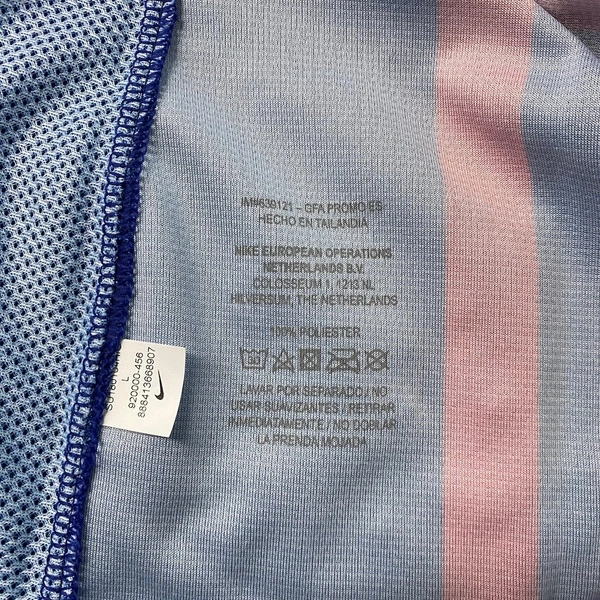 IM#639121 – GFA PROMO ES
HECHO EN TAILANDIA
NIKE EUROPEAN OPERATIONS
NETHERLANDS B.V.
COLOSSEUM 1, 1213 NL
HILVERSUM, THE NETHERLANDS
100% POLIESTER
LAVAR POR SEPARADO / NO
USAR SUAVIZANTES / RETIRAR
INMEDIATAMENTE / NO DOBLAR
LA PRENDA MOJADA
L
920000-456
888413668907